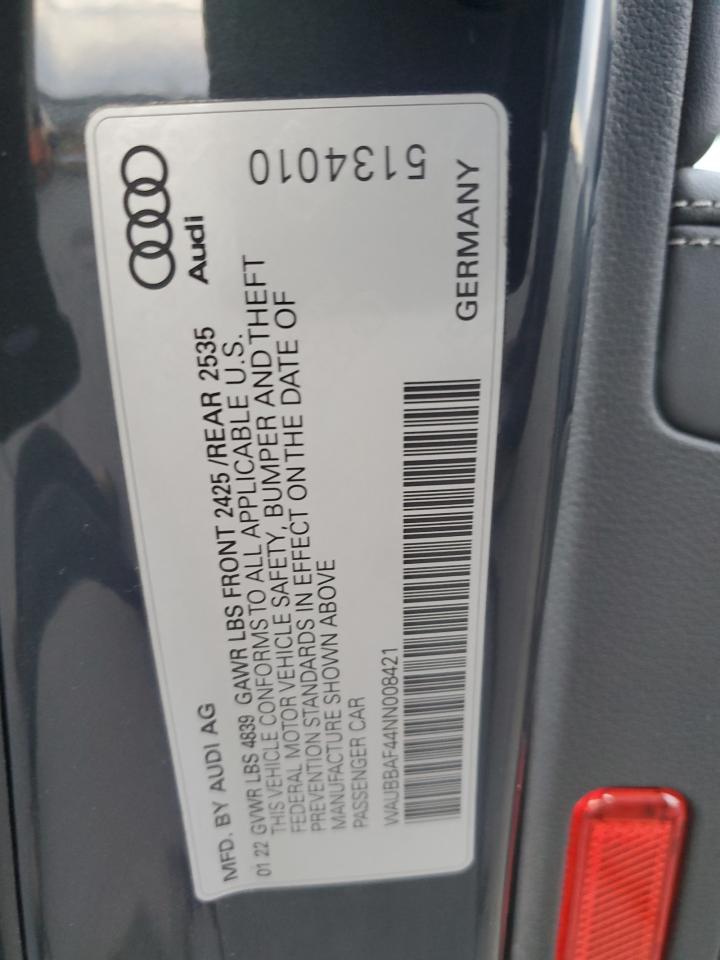 Audi
5134010
MFD. BY AUDI AG
01 22 GVWR LBS 4839 GAWR LBS FRONT 2425 /REAR 2535
THIS VEHICLE CONFORMS TO ALL APPLICABLE U.S.
FEDERAL MOTOR VEHICLE SAFETY, BUMPER AND THEFT
PREVENTION STANDARDS IN EFFECT ON THE DATE OF
MANUFACTURE SHOWN ABOVE
PASSENGER CAR
WAUBBAF44NN008421
GERMANY